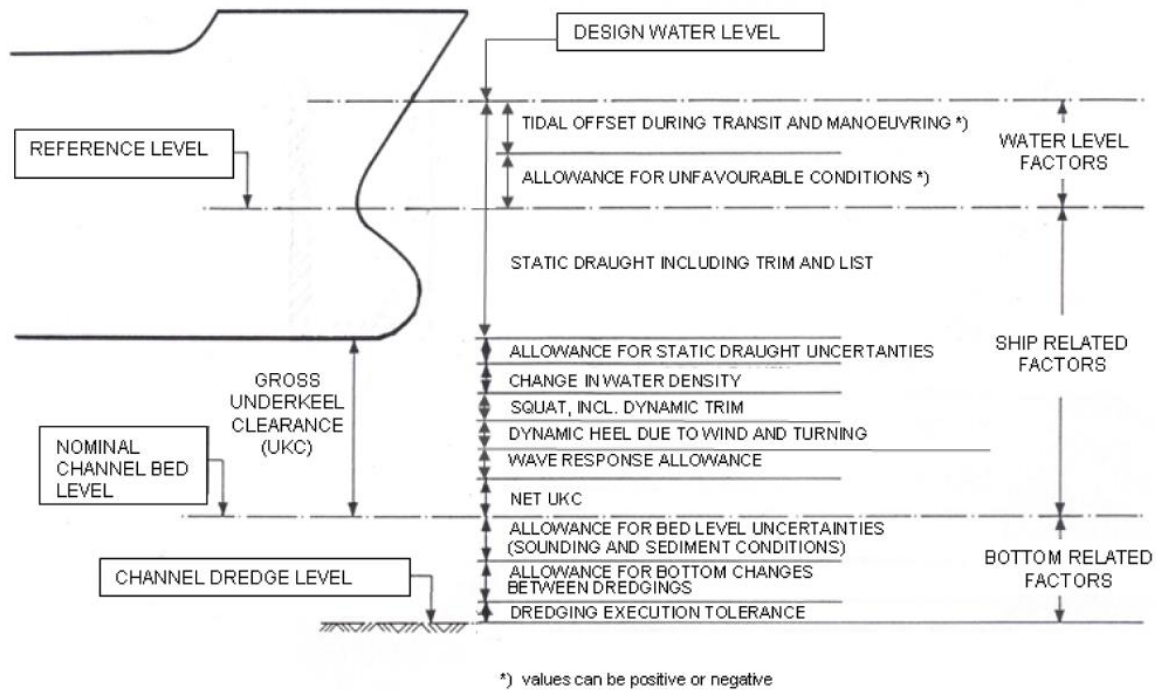 DESIGN WATER LEVEL
TIDAL OFFSET DURING TRANSIT AND MANOEUVRING *)
WATER LEVEL
FACTORS
REFERENCE LEVEL
ALLOWANCE FOR UNFAVOURABLE CONDITIONS *)
STATIC DRAUGHT INCLUDING TRIM AND LIST
SHIP RELATED
FACTORS
ALLOWANCE FOR STATIC DRAUGHT UNCERTANTIES
CHANGE IN WATER DENSITY
SQUAT, INCL. DYNAMIC TRIM
DYNAMIC HEEL DUE TO WIND AND TURNING
WAVE RESPONSE ALLOWANCE
NET UKC
GROSS
UNDERKEEL
CLEARANCE
(UKC)
NOMINAL
CHANNEL BED
LEVEL
ALLOWANCE FOR BED LEVEL UNCERTAINTIES
(SOUNDING AND SEDIMENT CONDITIONS)
ALLOWANCE FOR BOTTOM CHANGES
BETWEEN DREDGINGS
DREDGING EXECUTION TOLERANCE
BOTTOM RELATED
FACTORS
CHANNEL DREDGE LEVEL
*) values can be positive or negative